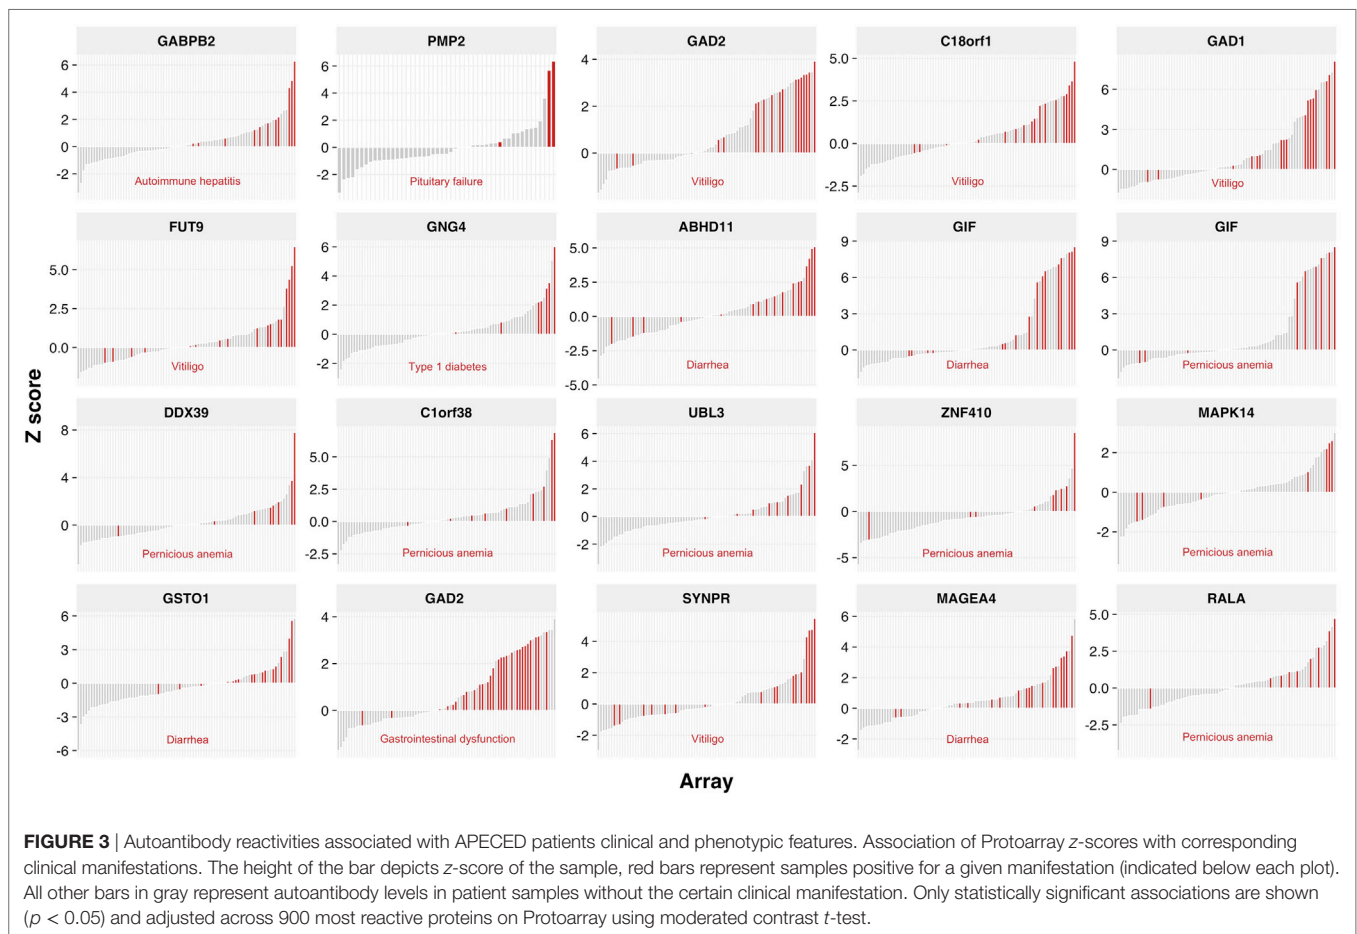 GABPB2 PMP2 GAD2 C18orf1 GAD1
6 4 2 0 -2
6 4 2 0 -2
4 2 0
5.0 2.5 0.0 -2.5
6 3 0
Autoimmune hepatitis Pituitary failure Vitiligo Vitiligo Vitiligo
FUT9 GNG4 ABHD11 GIF GIF
5.0 2.5 0.0
6 4 2 0 -2
5.0 2.5 0.0 -2.5 -5.0
9 6 3 0
9 6 3 0
Vitiligo Type 1 diabetes Diarrhea Diarrhea Pernicious anemia
Z score
DDX39 C1orf38 UBL3 ZNF410 MAPK14
8 4 0
5.0 2.5 0.0 -2.5
6 4 2 0 -2
5 0 -5
2 0 -2
Pernicious anemia Pernicious anemia Pernicious anemia Pernicious anemia Pernicious anemia
GSTO1 GAD2 SYNPR MAGEA4 RALA
6 3 0 -3 -6
4 2 0
4 2 0 -2
6 4 2 0 -2
5.0 2.5 0.0 -2.5
Diarrhea Gastrointestinal dysfunction Vitiligo Diarrhea Pernicious anemia
Array
FIGURE 3 | Autoantibody reactivities associated with APECED patients clinical and phenotypic features. Association of Protoarray z-scores with corresponding
clinical manifestations. The height of the bar depicts z-score of the sample, red bars represent samples positive for a given manifestation (indicated below each plot).
All other bars in gray represent autoantibody levels in patient samples without the certain clinical manifestation. Only statistically significant associations are shown
(p < 0.05) and adjusted across 900 most reactive proteins on Protoarray using moderated contrast t-test.